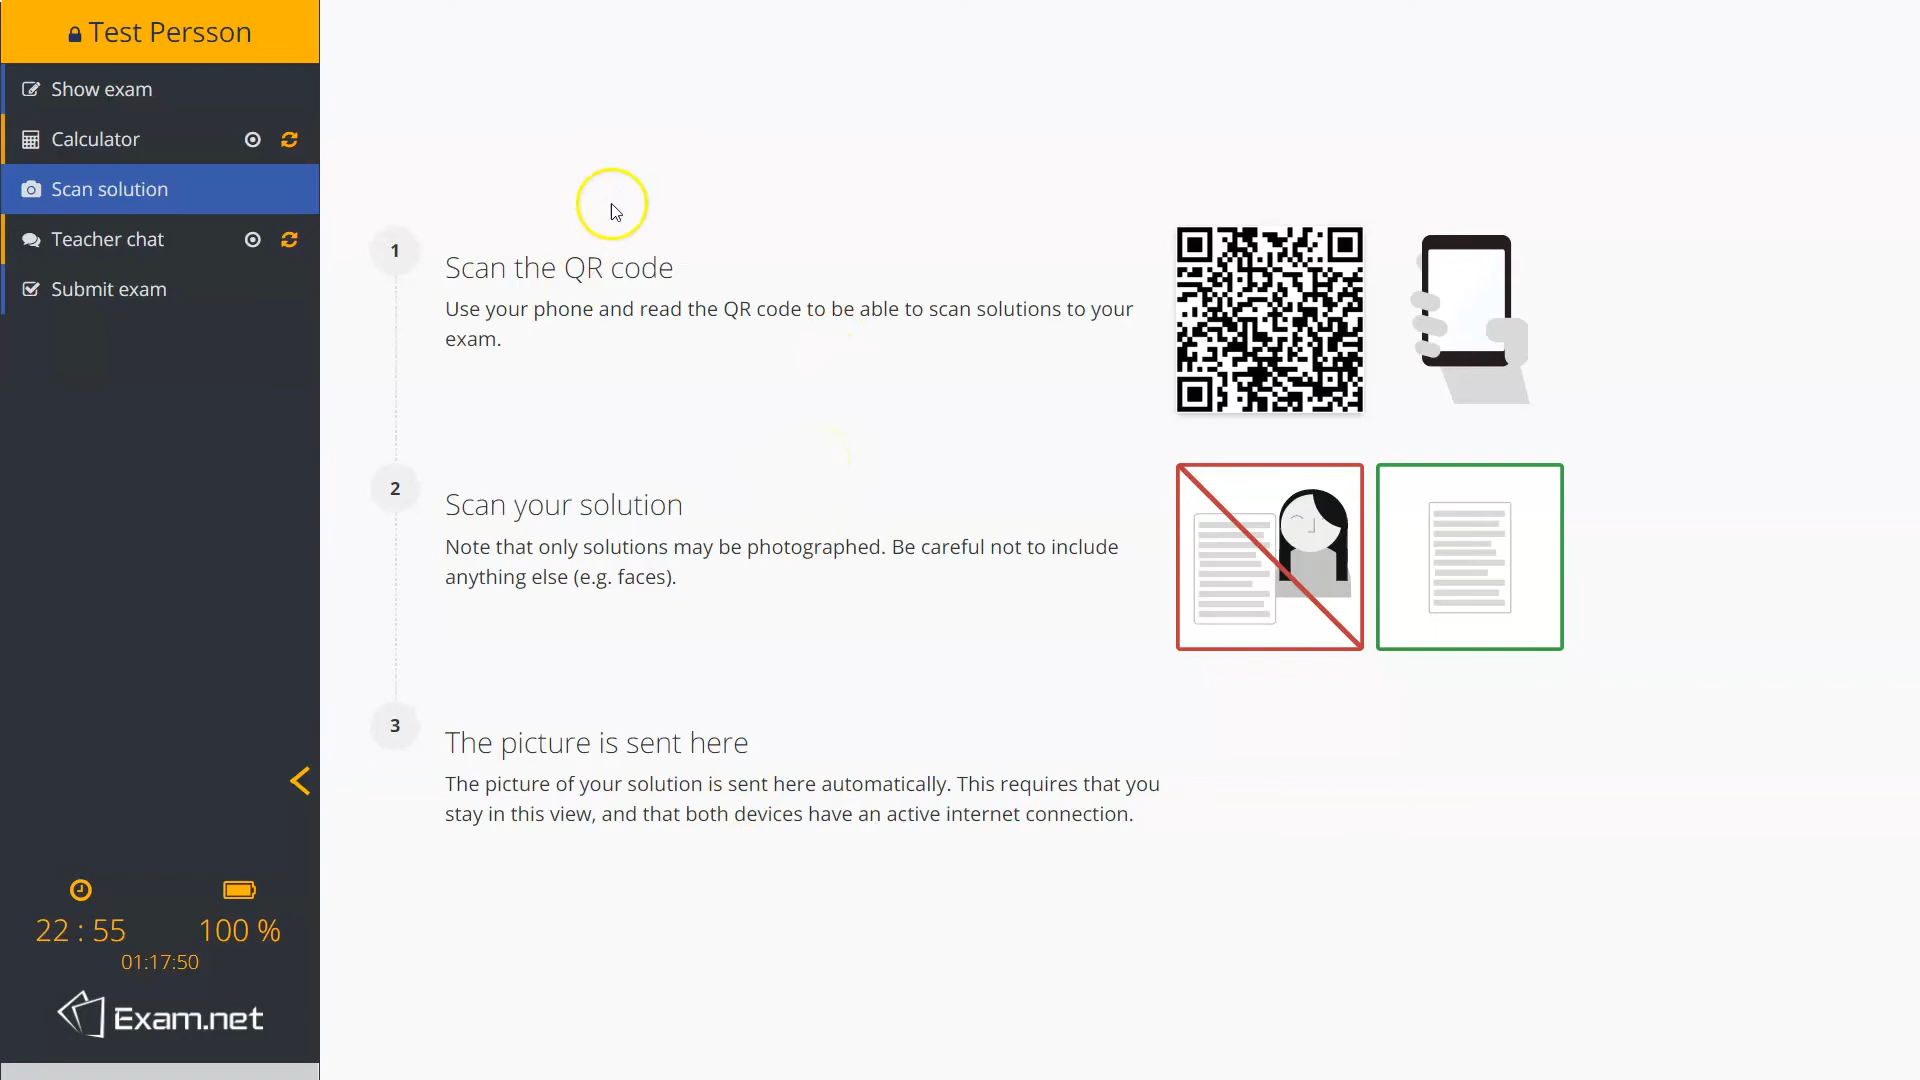 Test Persson
Show exam
Calculator
Scan solution
Teacher chat
Submit exam
22 : 55
100 %
01:17:50
Exam.net
1
Scan the QR code
Use your phone and read the QR code to be able to scan solutions to your
exam.
2
Scan your solution
Note that only solutions may be photographed. Be careful not to include
anything else (e.g. faces).
3
The picture is sent here
The picture of your solution is sent here automatically. This requires that you
stay in this view, and that both devices have an active internet connection.